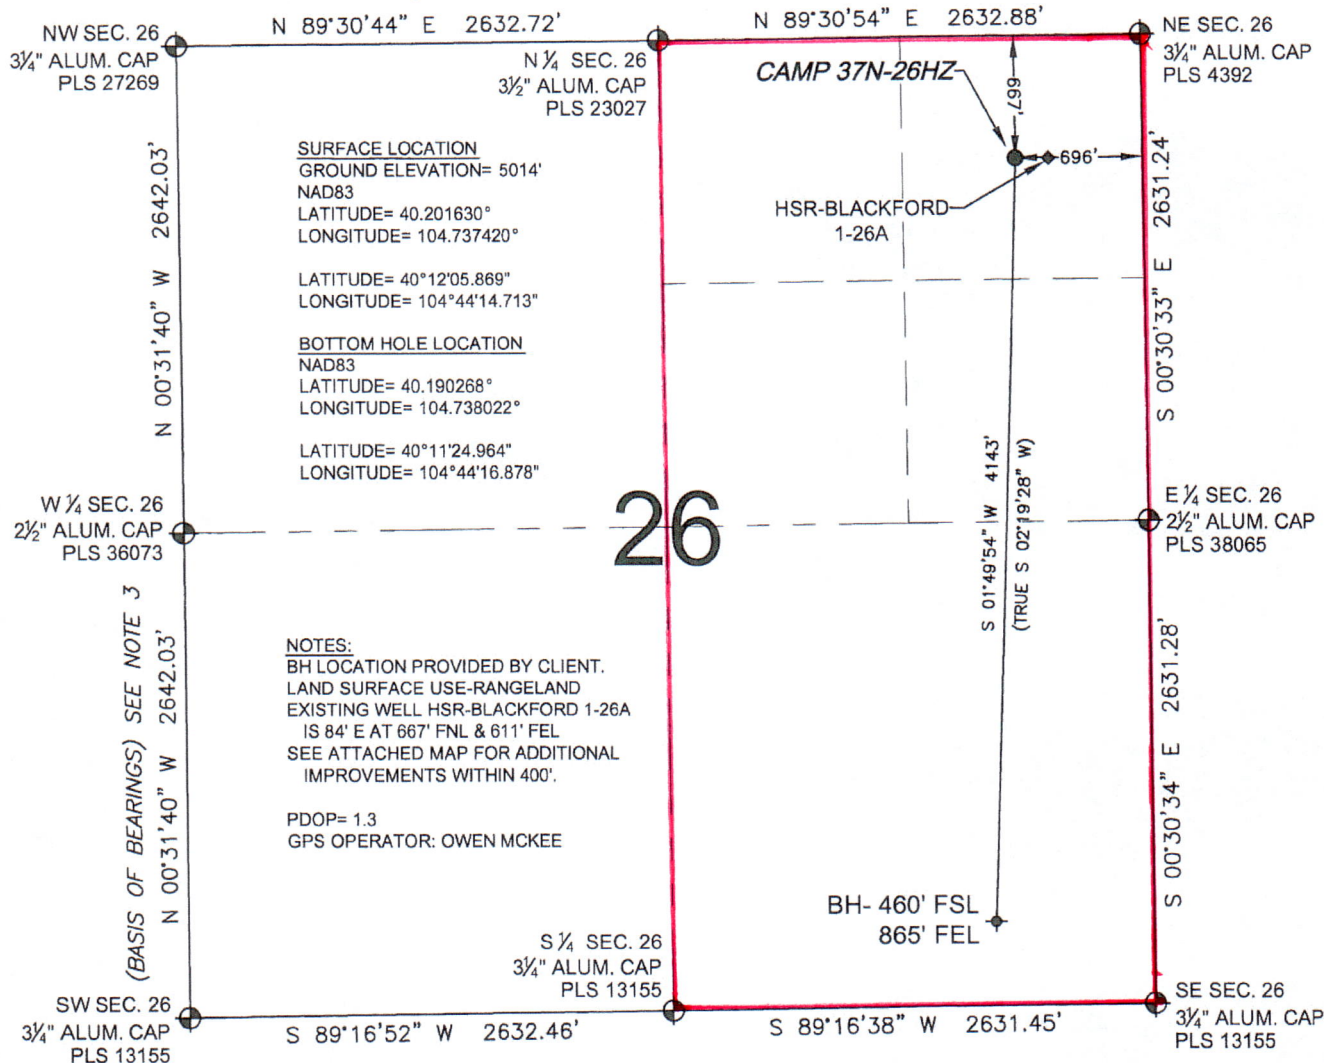 N 89°30'44" E 2632.72'
N 89°30'54" E 2632.88'
NW SEC. 26
3¼" ALUM. CAP
PLS 27269
N ¼ SEC. 26
3½" ALUM. CAP
PLS 23027
NE SEC. 26
3¼" ALUM. CAP
PLS 4392
CAMP 37N-26HZ
667'
696'
HSR-BLACKFORD
1-26A
SURFACE LOCATION
GROUND ELEVATION= 5014'
NAD83
LATITUDE= 40.201630°
LONGITUDE= 104.737420°
LATITUDE= 40°12'05.869"
LONGITUDE= 104°44'14.713"
BOTTOM HOLE LOCATION
NAD83
LATITUDE= 40.190268°
LONGITUDE= 104.738022°
LATITUDE= 40°11'24.964"
LONGITUDE= 104°44'16.878"
N 00°31'40" W 2642.03'
S 00°30'33" E 2631.24'
W ¼ SEC. 26
2½" ALUM. CAP
PLS 36073
26
S 01°49'54" W 4143'
(TRUE S 02°19'28" W)
E ¼ SEC. 26
2½" ALUM. CAP
PLS 38065
(BASIS OF BEARINGS) SEE NOTE 3
N 00°31'40" W 2642.03'
NOTES:
BH LOCATION PROVIDED BY CLIENT.
LAND SURFACE USE-RANGELAND
EXISTING WELL HSR-BLACKFORD 1-26A
IS 84' E AT 667' FNL & 611' FEL
SEE ATTACHED MAP FOR ADDITIONAL
IMPROVEMENTS WITHIN 400'.
PDOP= 1.3
GPS OPERATOR: OWEN MCKEE
S 00°30'34" E 2631.28'
BH- 460' FSL
865' FEL
S ¼ SEC. 26
3¼" ALUM. CAP
PLS 13155
SW SEC. 26
3¼" ALUM. CAP
PLS 13155
S 89°16'52" W 2632.46'
S 89°16'38" W 2631.45'
SE SEC. 26
3¼" ALUM. CAP
PLS 13155